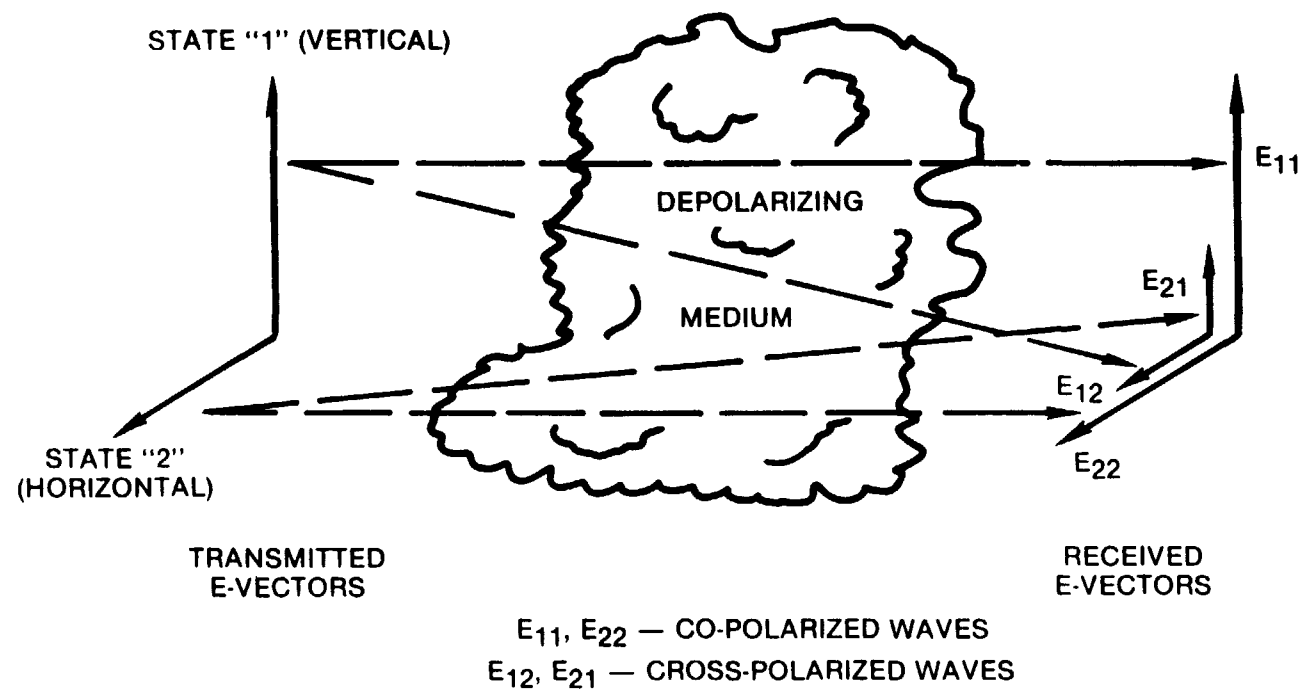 STATE “1” (VERTICAL)
E11
DEPOLARIZING
E21
MEDIUM
E12
E22
STATE “2”
(HORIZONTAL)
TRANSMITTED
E-VECTORS
RECEIVED
E-VECTORS
E11, E22 — CO-POLARIZED WAVES
E12, E21 — CROSS-POLARIZED WAVES